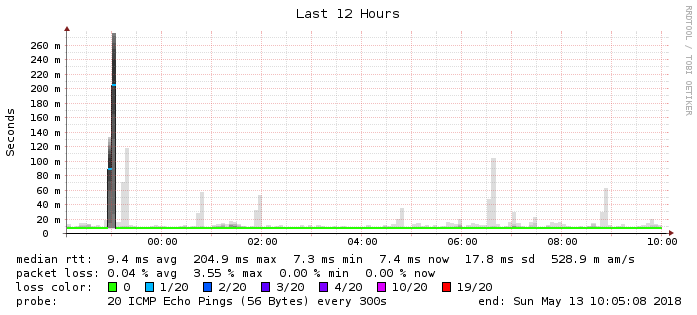 Last 12 Hours
RRDTOOL / TOBI OETIKER
Seconds
260 m
240 m
220 m
200 m
180 m
160 m
140 m
120 m
100 m
80 m
60 m
40 m
20 m
0
00:00 02:00 04:00 06:00 08:00 10:00
median rtt: 9.4 ms avg 204.9 ms max 7.3 ms min 7.4 ms now 17.8 ms sd 528.9 m am/s
packet loss: 0.04 % avg 3.55 % max 0.00 % min 0.00 % now
loss color: 0 1/20 2/20 3/20 4/20 10/20 19/20
probe: 20 ICMP Echo Pings (56 Bytes) every 300s end: Sun May 13 10:05:08 2018